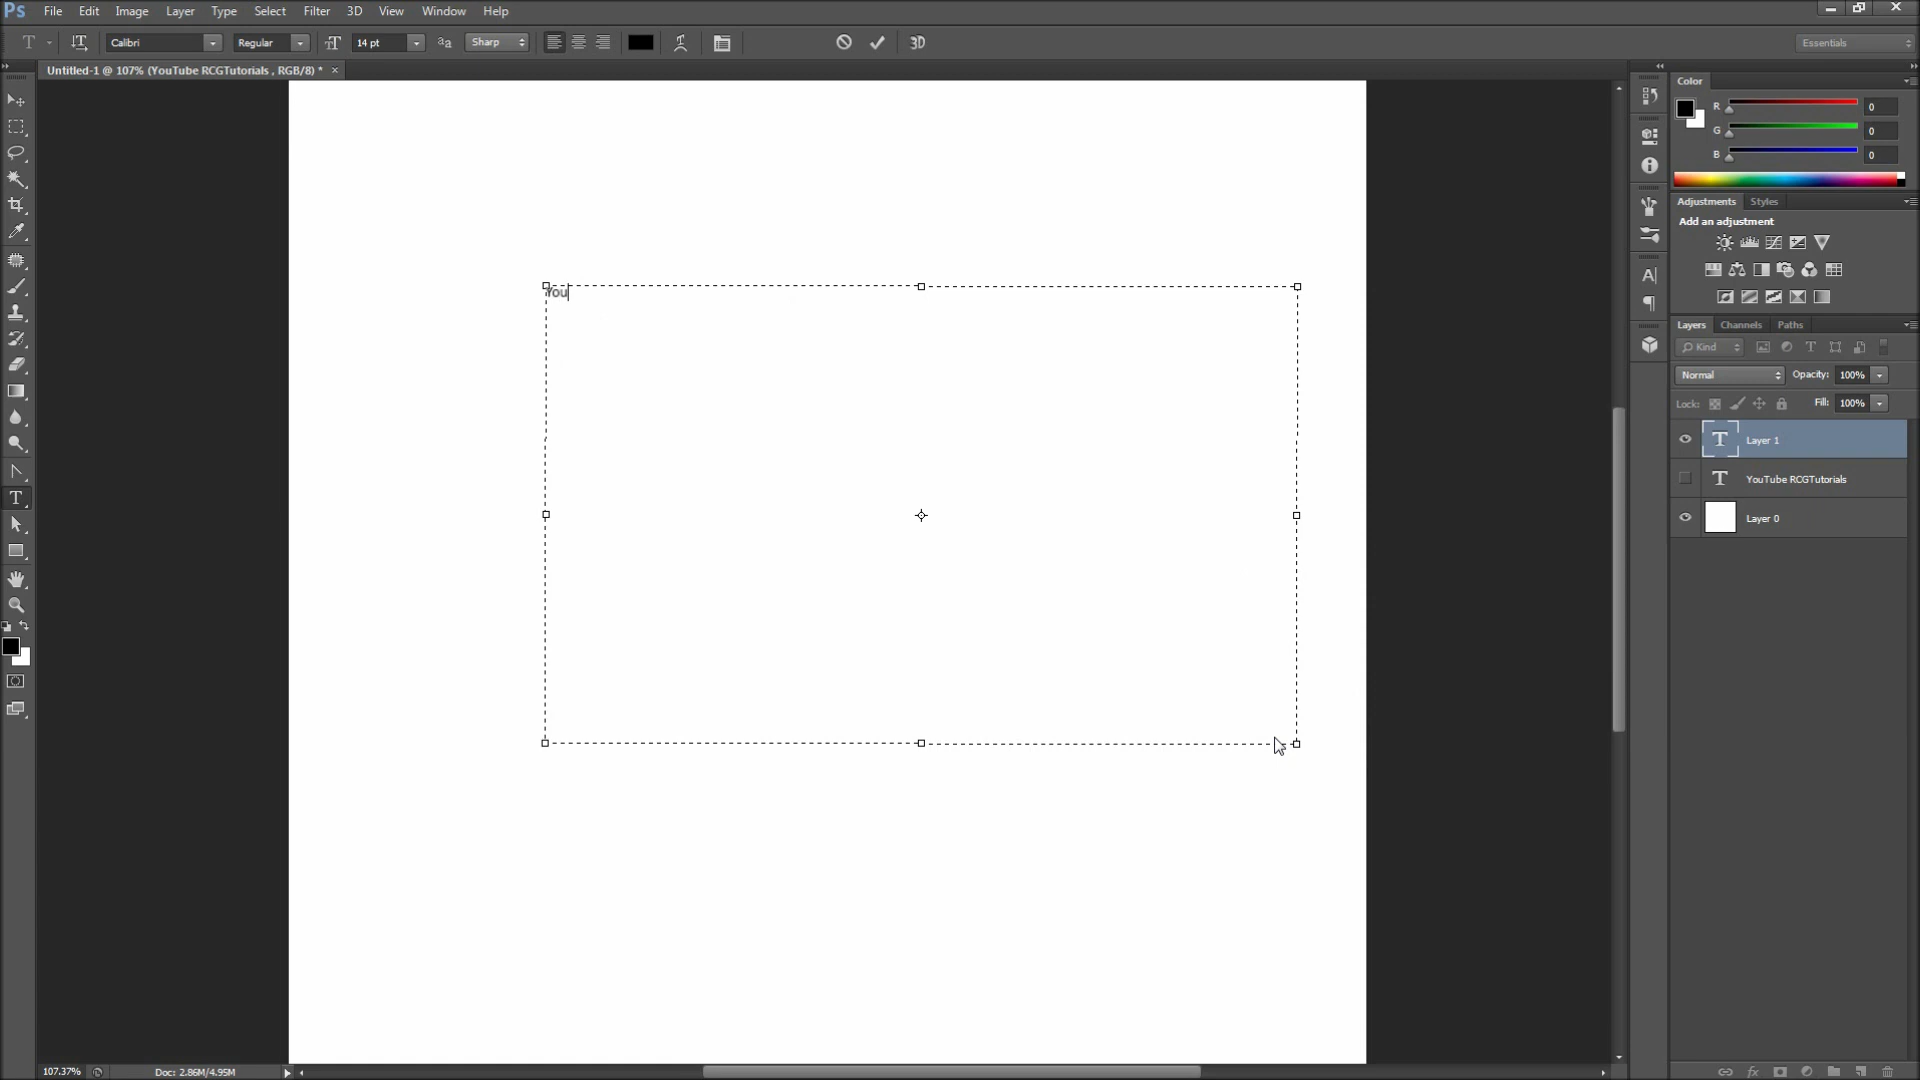 Ps File Edit Image Layer Type Select Filter 3D View Window Help
T Calibri Regular 14 pt aa Sharp 3D Essentials
Untitled-1 @ 107% (YouTube RCGTutorials , RGB/8) * ×
Color
R 0
G 0
B 0
Adjustments Styles
Add an adjustment
You
Layers Channels Paths
Kind
Normal Opacity: 100%
Lock: Fill: 100%
T Layer 1
T YouTube RCGTutorials
Layer 0
107.37% Doc: 2.86M/4.95M